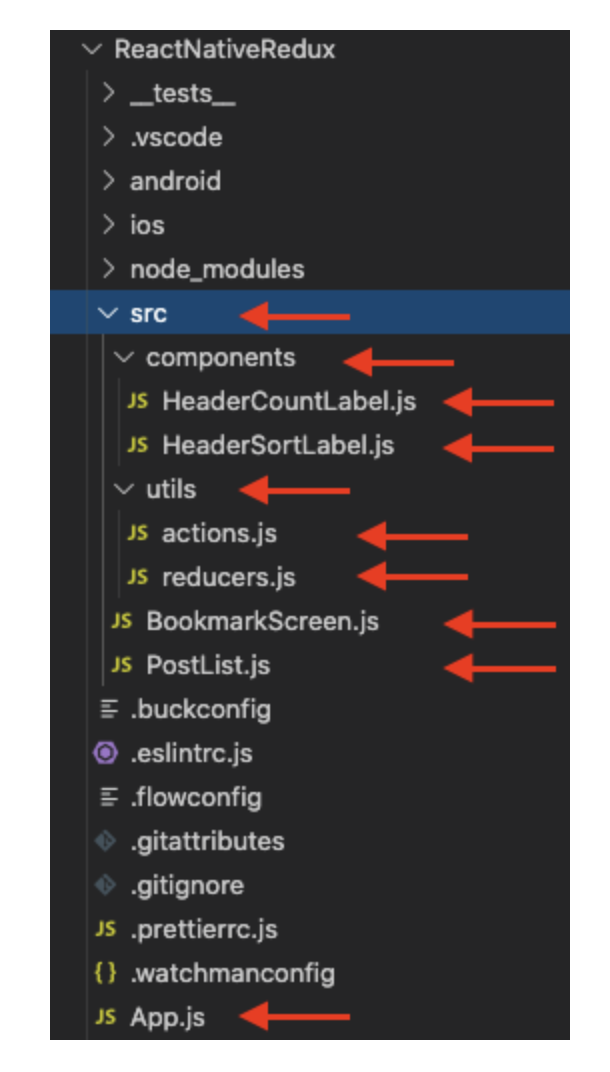 ReactNativeRedux
__tests__
.vscode
android
ios
node_modules
src
components
JS HeaderCountLabel.js
JS HeaderSortLabel.js
utils
JS actions.js
JS reducers.js
JS BookmarkScreen.js
JS PostList.js
.buckconfig
.eslintrc.js
.flowconfig
.gitattributes
.gitignore
JS .prettierrc.js
{} .watchmanconfig
JS App.js